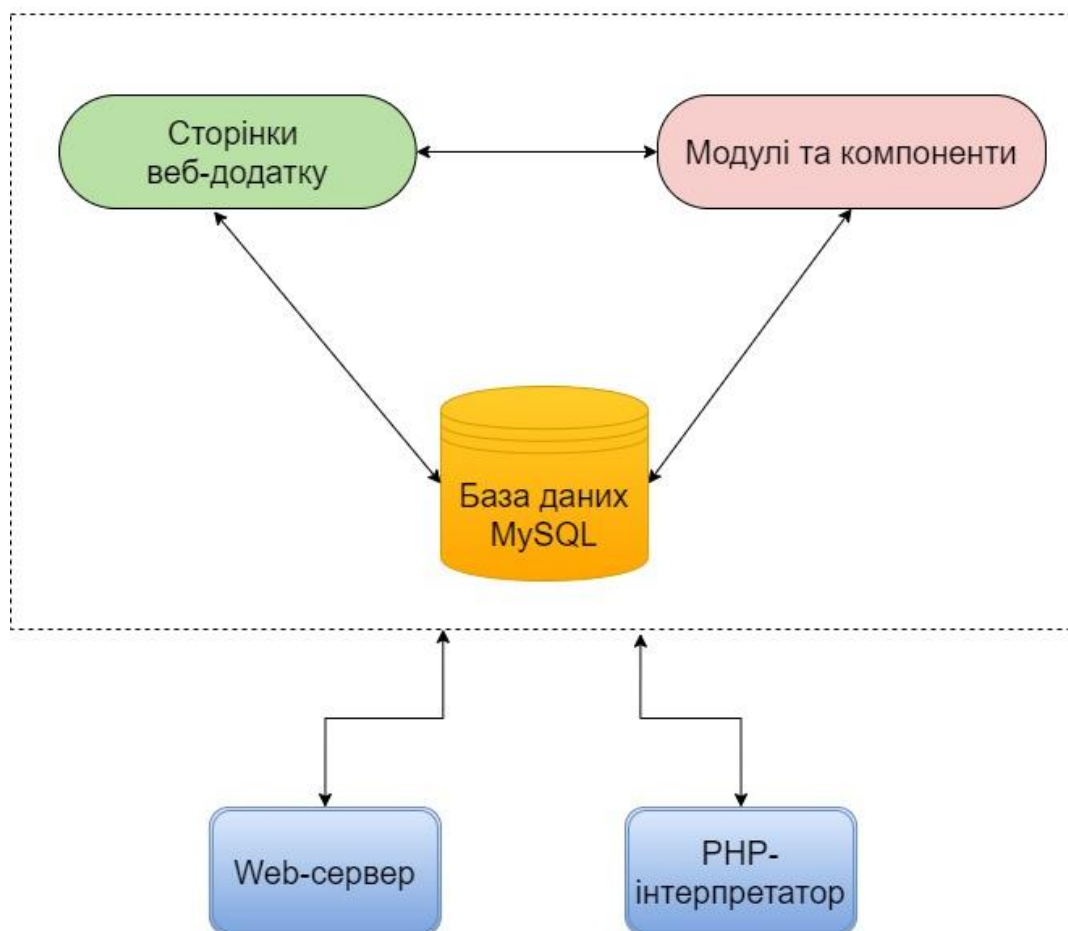 Сторінки
веб-додатку
Модулі та компоненти
База даних
MySQL
Web-сервер
PHP-
інтерпретатор